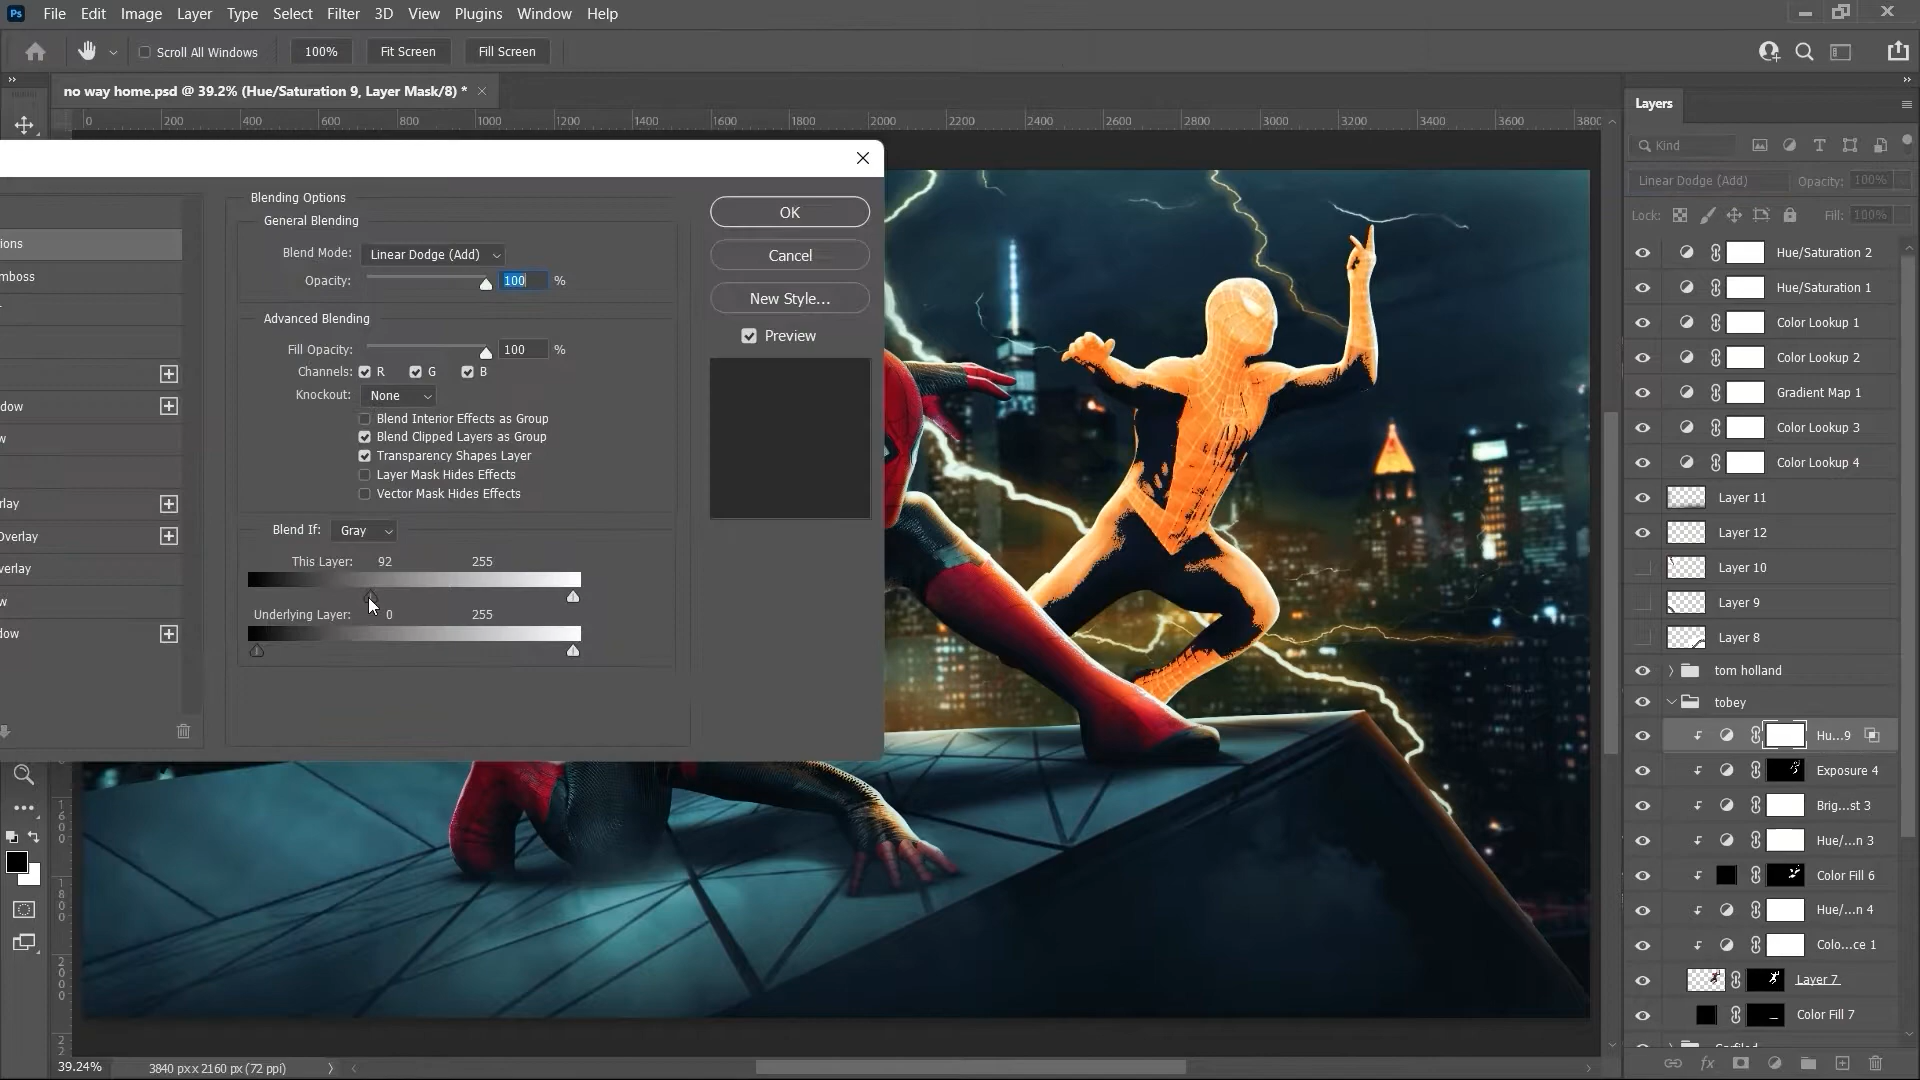 Ps File Edit Image Layer Type Select Filter 3D View Plugins Window Help
Scroll All Windows 100% Fit Screen Fill Screen
no way home.psd @ 39.2% (Hue/Saturation 9, Layer Mask/8) *
0 200 400 600 800 1000 1200 1400 1600 1800 2000 2200 2400 2600 2800 3000 3200 3400 3600 3800
ions
mboss
dow
w
rlay
Overlay
verlay
w
dow
Blending Options
General Blending
Blend Mode: Linear Dodge (Add)
Opacity: 100 %
Advanced Blending
Fill Opacity: 100 %
Channels: R G B
Knockout: None
Blend Interior Effects as Group
Blend Clipped Layers as Group
Transparency Shapes Layer
Layer Mask Hides Effects
Vector Mask Hides Effects
Blend If: Gray
This Layer: 92 255
Underlying Layer: 0 255
OK
Cancel
New Style...
Preview
1600
1800
2000
22
Layers
Kind
Linear Dodge (Add) Opacity: 100%
Lock: Fill: 100%
Hue/Saturation 2
Hue/Saturation 1
Color Lookup 1
Color Lookup 2
Gradient Map 1
Color Lookup 3
Color Lookup 4
Layer 11
Layer 12
Layer 10
Layer 9
Layer 8
tom holland
tobey
Hu...9
Exposure 4
Brig...st 3
Hue/...n 3
Color Fill 6
Hue/...n 4
Colo...ce 1
Layer 7
Color Fill 7
fx
39.24% 3840 px x 2160 px (72 ppi)